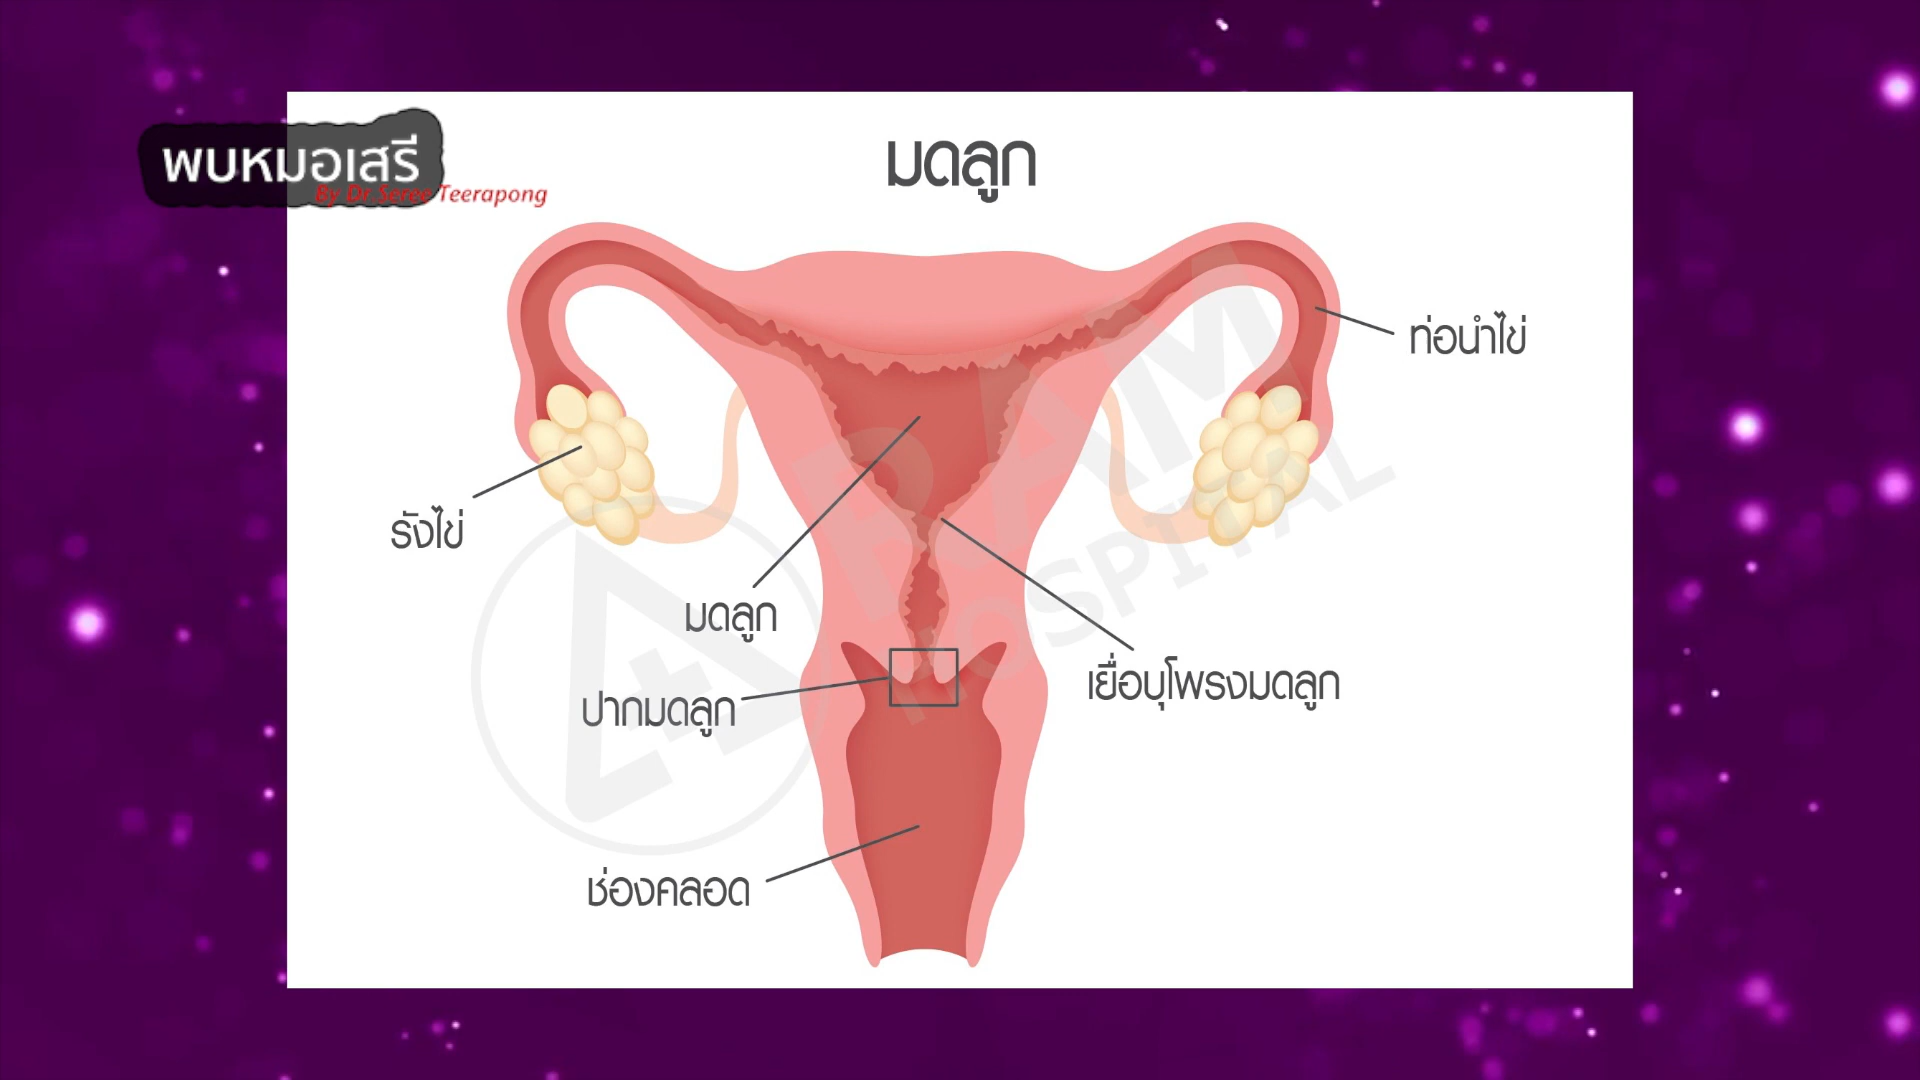 พบหมอเสรี
By Dr.Seree Teerapong
มดลูก
ท่อนำไข่
รังไข่
มดลูก
เยื่อบุโพรงมดลูก
ปากมดลูก
ช่องคลอด
RAM
HOSPITAL